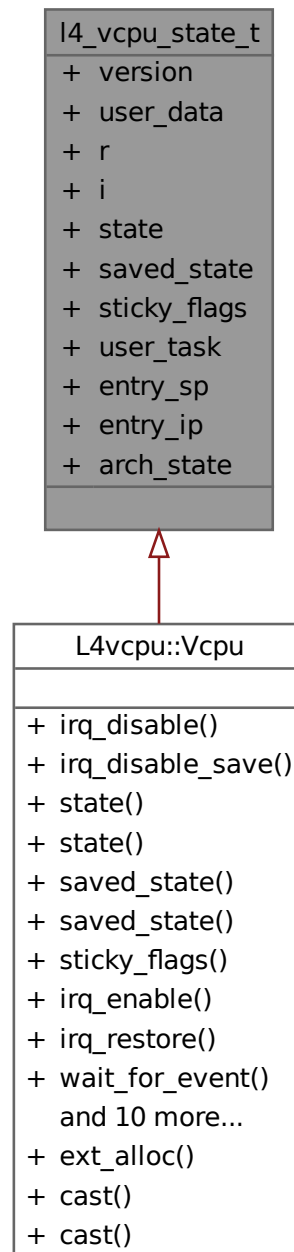 l4_vcpu_state_t
+ version
+ user_data
+ r
+ i
+ state
+ saved_state
+ sticky_flags
+ user_task
+ entry_sp
+ entry_ip
+ arch_state
L4vcpu::Vcpu
+ irq_disable()
+ irq_disable_save()
+ state()
+ state()
+ saved_state()
+ saved_state()
+ sticky_flags()
+ irq_enable()
+ irq_restore()
+ wait_for_event()
and 10 more...
+ ext_alloc()
+ cast()
+ cast()